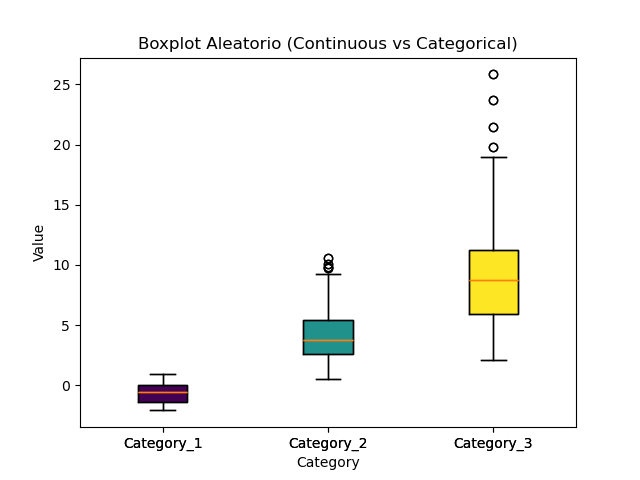 Boxplot Aleatorio (Continuous vs Categorical)
Value
25
20
15
10
5
0
Category_1
Category_2
Category_3
Category